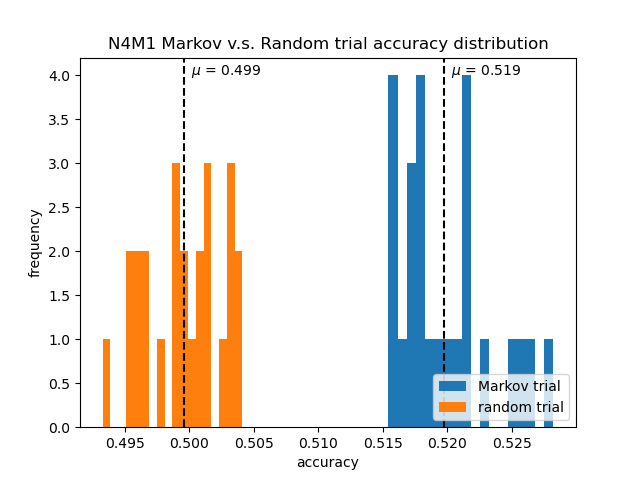 N4M1 Markov v.s. Random trial accuracy distribution
μ = 0.499
μ = 0.519
4.0
3.5
3.0
2.5
2.0
1.5
1.0
0.5
0.0
frequency
0.495
0.500
0.505
0.510
0.515
0.520
0.525
accuracy
Markov trial
random trial